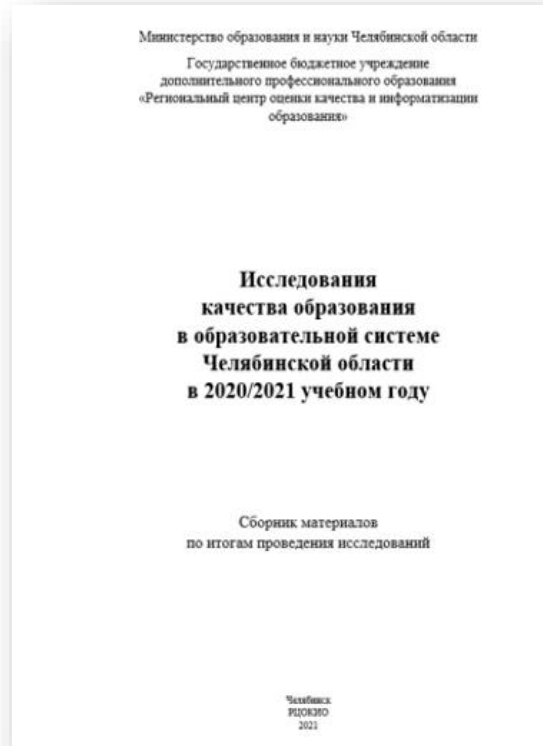 Министерство образования и науки Челябинской области
Государственное бюджетное учреждение
дополнительного профессионального образования
«Региональный центр оценки качества и информатизации
образования»
Исследования
качества образования
в образовательной системе
Челябинской области
в 2020/2021 учебном году
Сборник материалов
по итогам проведения исследований
Челябинск
РЦОКИО
2021